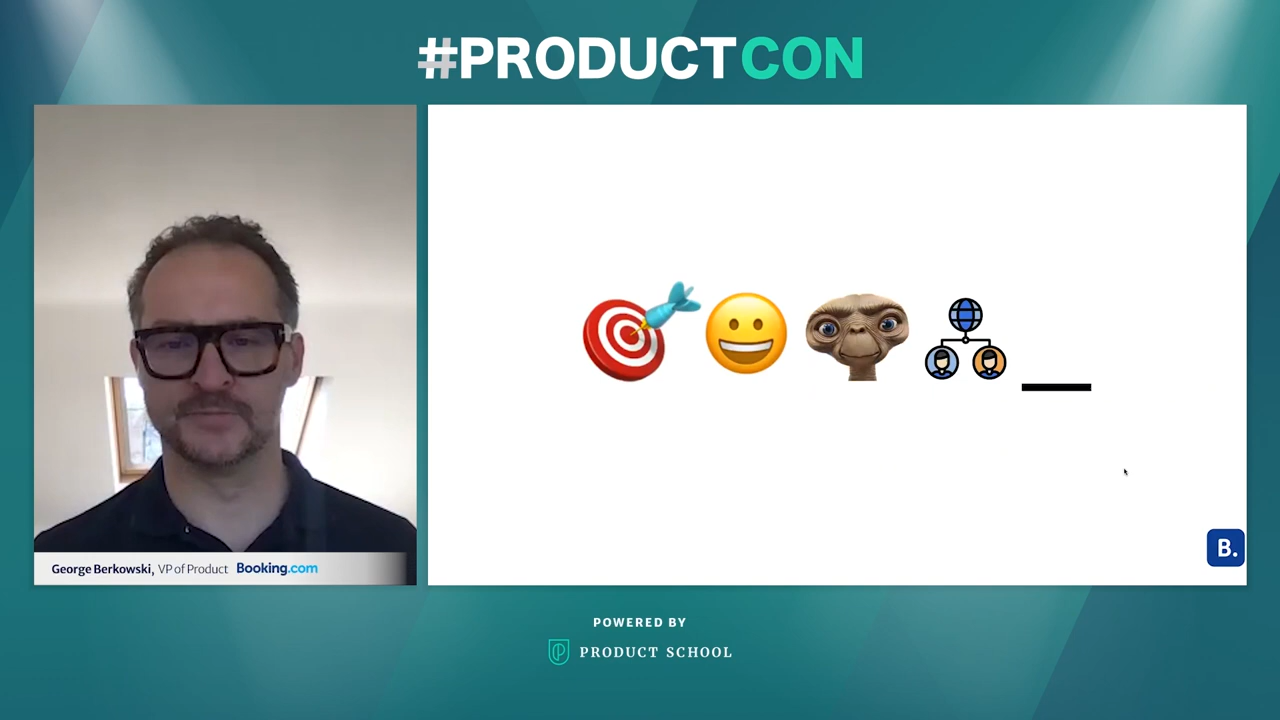 #PRODUCTCON
George Berkowski, VP of Product Booking.com
B.
POWERED BY
PRODUCT SCHOOL